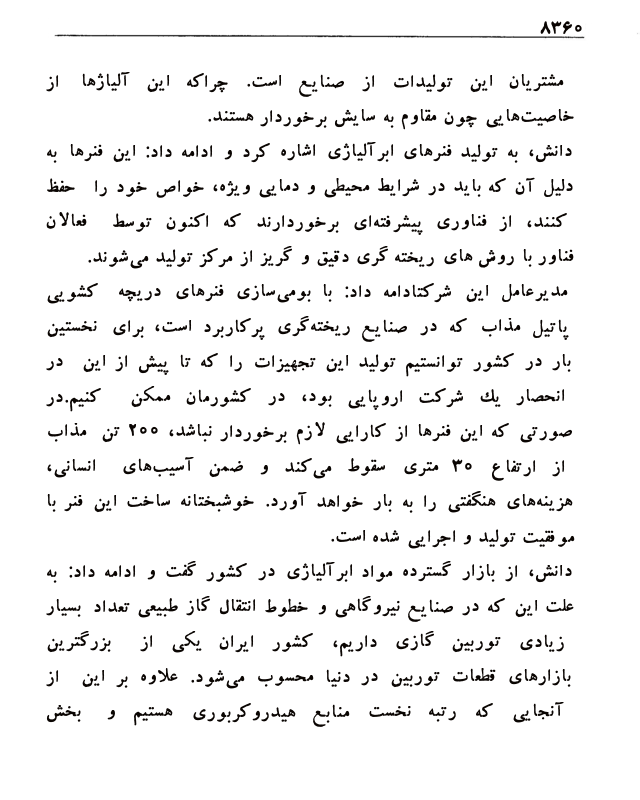 ۸۳۶۰
مشتریان این تولیدات از صنایع است. چراکه این آلیاژها از
خاصیت‌هایی چون مقاوم به سایش برخوردار هستند.
دانش، به تولید فنرهای ابرآلیاژی اشاره کرد و ادامه داد: این فنرها به
دلیل آن که باید در شرایط محیطی و دمایی ویژه، خواص خود را حفظ
کنند، از فناوری پیشرفته‌ای برخوردارند که اکنون توسط فعالان
فناور با روش های ریخته گری دقیق و گریز از مرکز تولید می‌شوند.
مدیرعامل این شرکتادامه داد: با بومی‌سازی فنرهای دریچه کشویی
پاتیل مذاب که در صنایع ریخته‌گری پرکاربرد است، برای نخستین
بار در کشور توانستیم تولید این تجهیزات را که تا پیش از این در
انحصار یك شرکت اروپایی بود، در کشورمان ممکن کنیم.در
صورتی که این فنرها از کارایی لازم برخوردار نباشد، ۲۰۰ تن مذاب
از ارتفاع ۳۰ متری سقوط می‌کند و ضمن آسیب‌های انسانی،
هزینه‌های هنگفتی را به بار خواهد آورد. خوشبختانه ساخت این فنر با
موفقیت تولید و اجرایی شده است.
دانش، از بازار گسترده مواد ابرآلیاژی در کشور گفت و ادامه داد: به
علت این که در صنایع نیروگاهی و خطوط انتقال گاز طبیعی تعداد بسیار
زیادی توربین گازی داریم، کشور ایران یکی از بزرگترین
بازارهای قطعات توربین در دنیا محسوب می‌شود. علاوه بر این از
آنجایی که رتبه نخست منابع هیدروکربوری هستیم و بخش